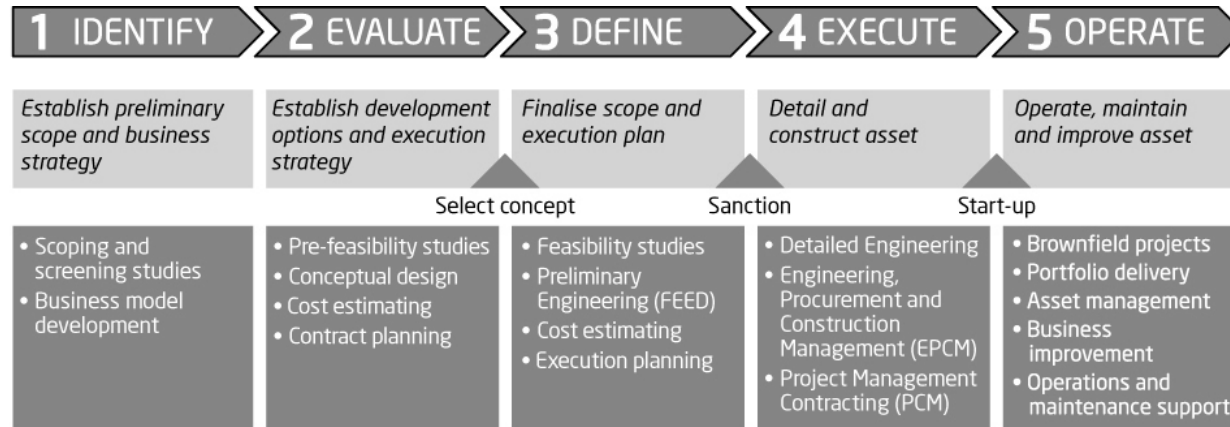 1 IDENTIFY
2 EVALUATE
3 DEFINE
4 EXECUTE
5 OPERATE
Establish preliminary
scope and business
strategy
Establish development
options and execution
strategy
Finalise scope and
execution plan
Detail and
construct asset
Operate, maintain
and improve asset
Select concept
Sanction
Start-up
• Scoping and
screening studies
• Business model
development
• Pre-feasibility studies
• Conceptual design
• Cost estimating
• Contract planning
• Feasibility studies
• Preliminary
Engineering (FEED)
• Cost estimating
• Execution planning
• Detailed Engineering
• Engineering,
Procurement and
Construction
Management (EPCM)
• Project Management
Contracting (PCM)
• Brownfield projects
• Portfolio delivery
• Asset management
• Business
improvement
• Operations and
maintenance support